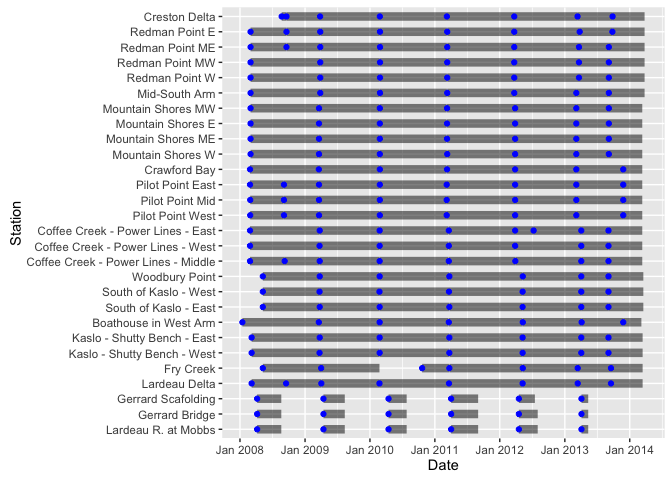 Creston Delta
Redman Point E
Redman Point ME
Redman Point MW
Redman Point W
Mid-South Arm
Mountain Shores MW
Mountain Shores E
Mountain Shores ME
Mountain Shores W
Crawford Bay
Pilot Point East
Pilot Point Mid
Pilot Point West
Coffee Creek - Power Lines - East
Coffee Creek - Power Lines - West
Coffee Creek - Power Lines - Middle
Woodbury Point
South of Kaslo - West
South of Kaslo - East
Boathouse in West Arm
Kaslo - Shutty Bench - East
Kaslo - Shutty Bench - West
Fry Creek
Lardeau Delta
Gerrard Scafolding
Gerrard Bridge
Lardeau R. at Mobbs
Station
Jan 2008 Jan 2009 Jan 2010 Jan 2011 Jan 2012 Jan 2013 Jan 2014
Date